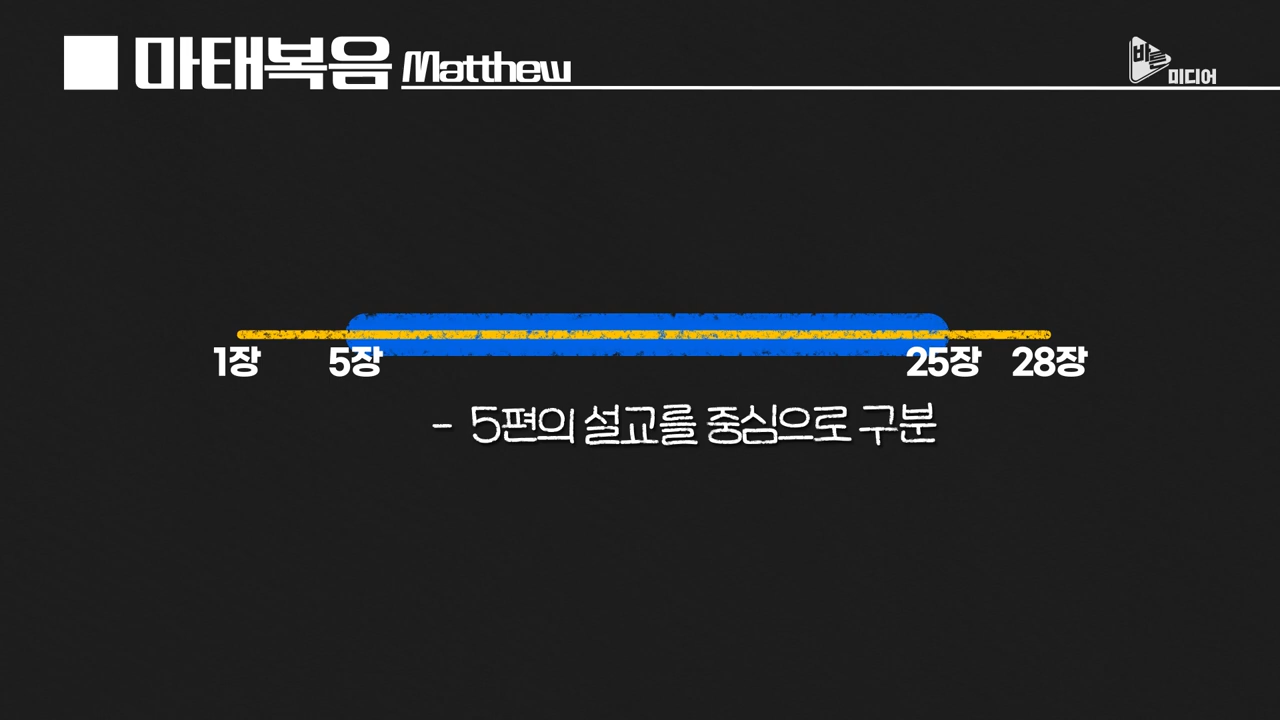 마태복음 Matthew
바른
미디어
1장 5장 25장 28장
- 5편의 설교를 중심으로 구분